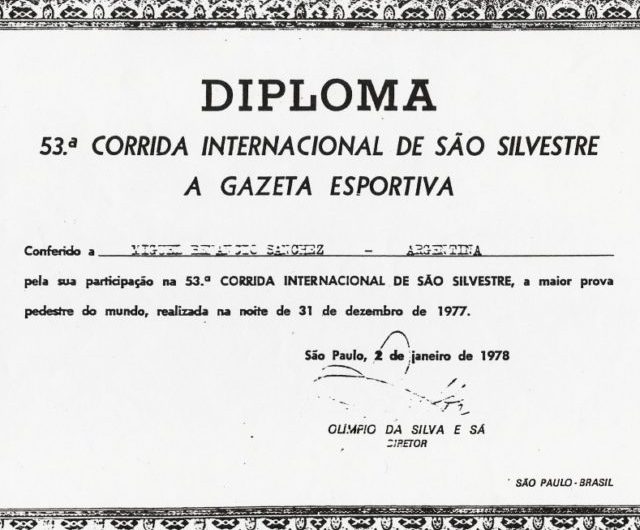 DIPLOMA
53.ª CORRIDA INTERNACIONAL DE SÃO SILVESTRE
A GAZETA ESPORTIVA
Conferido a MIGUEL BENANCIO SANCHEZ - ARGENTINA
pela sua participação na 53.ª CORRIDA INTERNACIONAL DE SÃO SILVESTRE, a maior prova
pedestre do mundo, realizada na noite de 31 de dezembro de 1977.
São Paulo, 2 de janeiro de 1978
OLIMPIO DA SILVA E SÁ
DIRETOR
SÃO PAULO - BRASIL